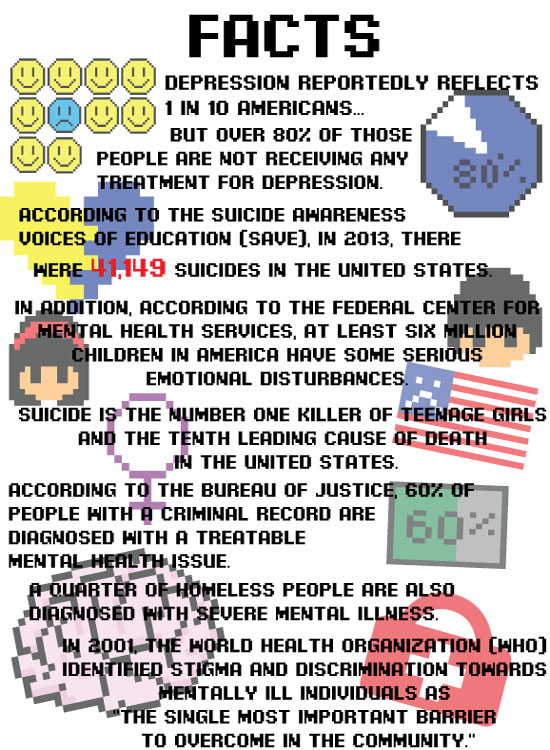 FACTS
DEPRESSION REPORTEDLY REFLECTS
1 IN 10 AMERICANS...
BUT OVER 80% OF THOSE
PEOPLE ARE NOT RECEIVING ANY
TREATMENT FOR DEPRESSION.
80%
ACCORDING TO THE SUICIDE AWARENESS
VOICES OF EDUCATION (SAVE), IN 2013, THERE
WERE 41,149 SUICIDES IN THE UNITED STATES.
IN ADDITION, ACCORDING TO THE FEDERAL CENTER FOR
MENTAL HEALTH SERVICES, AT LEAST SIX MILLION
CHILDREN IN AMERICA HAVE SOME SERIOUS
EMOTIONAL DISTURBANCES.
SUICIDE IS THE NUMBER ONE KILLER OF TEENAGE GIRLS
AND THE TENTH LEADING CAUSE OF DEATH
IN THE UNITED STATES.
ACCORDING TO THE BUREAU OF JUSTICE, 60% OF
PEOPLE WITH A CRIMINAL RECORD ARE
DIAGNOSED WITH A TREATABLE
MENTAL HEALTH ISSUE.
60%
A QUARTER OF HOMELESS PEOPLE ARE ALSO
DIAGNOSED WITH SEVERE MENTAL ILLNESS.
IN 2001, THE WORLD HEALTH ORGANIZATION (WHO)
IDENTIFIED STIGMA AND DISCRIMINATION TOWARDS
MENTALLY ILL INDIVIDUALS AS
"THE SINGLE MOST IMPORTANT BARRIER
TO OVERCOME IN THE COMMUNITY."